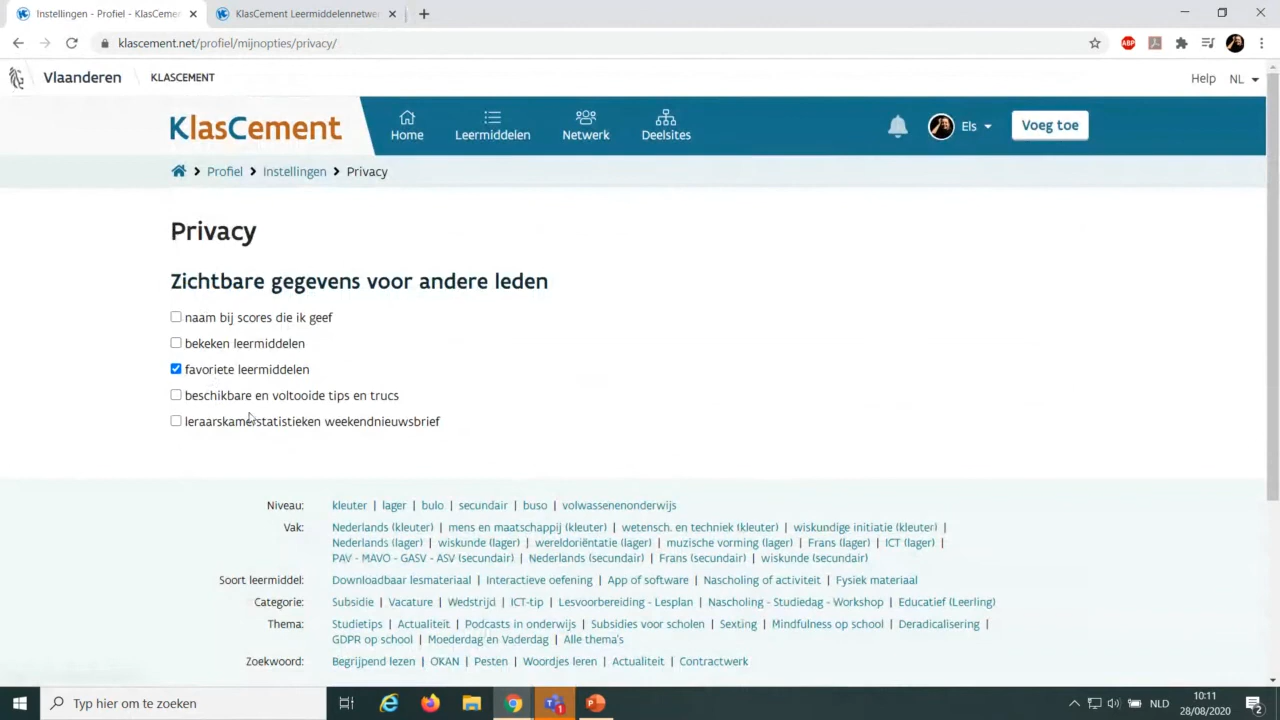 Instellingen - Profiel - KlasCemen
KlasCement Leermiddelennetwe
klascement.net/profiel/mijnopties/privacy/
ABP
Vlaanderen
KLASCEMENT
Help
NL
KlasCement
Home
Leermiddelen
Netwerk
Deelsites
Els
Voeg toe
Profiel
Instellingen
Privacy
Privacy
Zichtbare gegevens voor andere leden
naam bij scores die ik geef
bekeken leermiddelen
favoriete leermiddelen
beschikbare en voltooide tips en trucs
leraarskamerstatistieken weekendnieuwsbrief
Niveau: kleuter | lager | bulo | secundair | buso | volwassenenonderwijs
Vak: Nederlands (kleuter) | mens en maatschappij (kleuter) | wetensch. en techniek (kleuter) | wiskundige initiatie (kleuter) |
Nederlands (lager) | wiskunde (lager) | wereldoriëntatie (lager) | muzische vorming (lager) | Frans (lager) | ICT (lager) |
PAV - MAVO - GASV - ASV (secundair) | Nederlands (secundair) | Frans (secundair) | wiskunde (secundair)
Soort leermiddel: Downloadbaar lesmateriaal | Interactieve oefening | App of software | Nascholing of activiteit | Fysiek materiaal
Categorie: Subsidie | Vacature | Wedstrijd | ICT-tip | Lesvoorbereiding - Lesplan | Nascholing - Studiedag - Workshop | Educatief (Leerling)
Thema: Studietips | Actualiteit | Podcasts in onderwijs | Subsidies voor scholen | Sexting | Mindfulness op school | Deradicalisering |
GDPR op school | Moederdag en Vaderdag | Alle thema's
Zoekwoord: Begrijpend lezen | OKAN | Pesten | Woordjes leren | Actualiteit | Contractwerk
Typ hier om te zoeken
1
NLD
10:11
28/08/2020
2